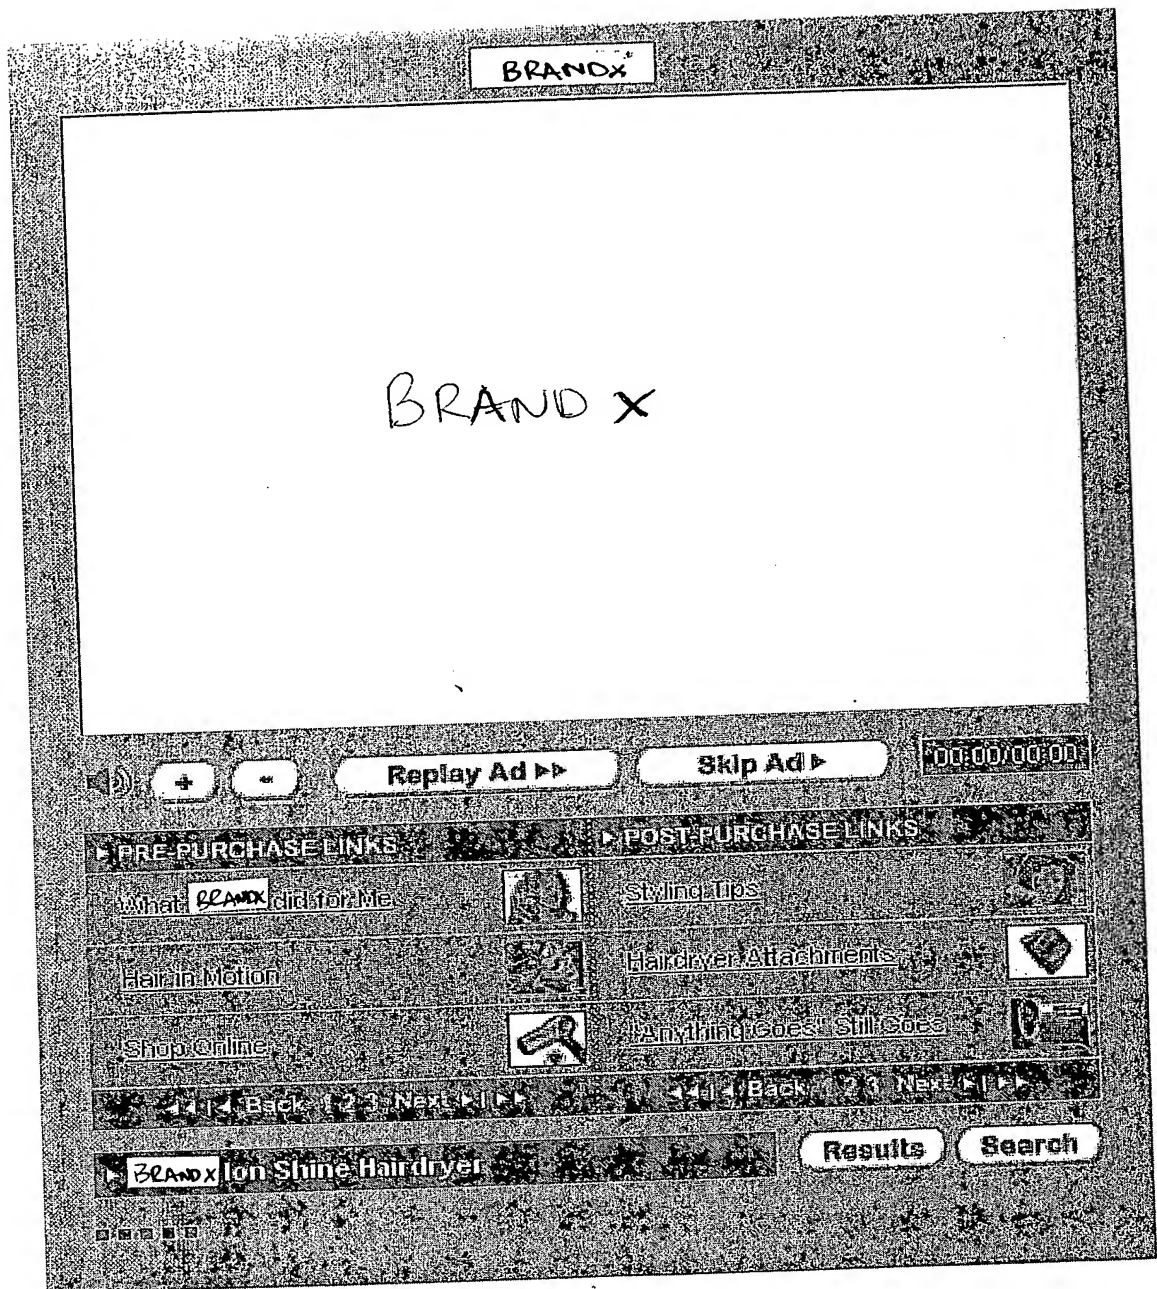 BRANDX
BRAND X
+ - Replay Ad ▶▶ Skip Ad ▶ 00:00/00:00
▶ PRE-PURCHASE LINKS ▶ POST-PURCHASE LINKS
What BRANDX did for Me Styling Tips
Hair in Motion Hairdryer Attachments
Shop Online "Anything Goes" Still Goes
◀◀ | ◀ Back 1 2 3 Next ▶ | ▶▶ ◀◀ | ◀ Back 1 2 3 Next ▶ | ▶▶
▶ BRANDX Ion Shine Hairdryer Results Search